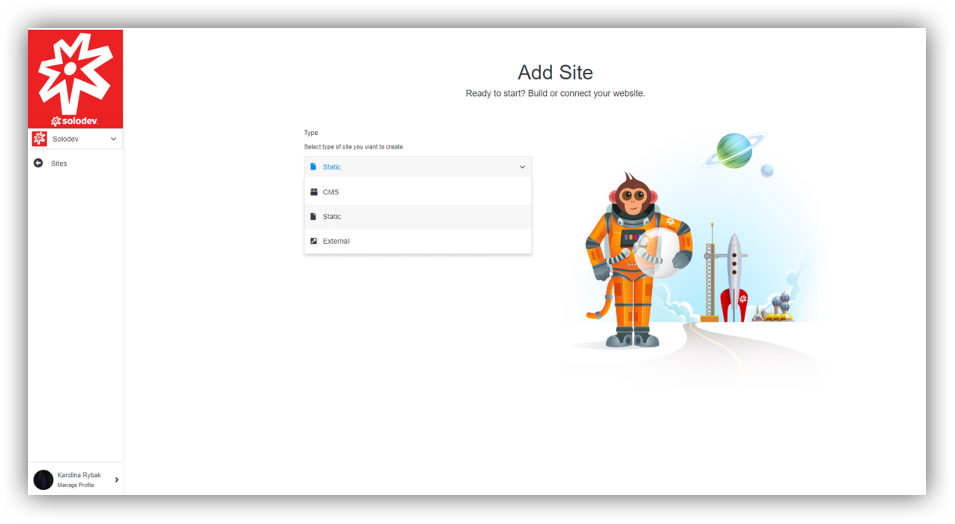 solodev
Solodev
Sites
Add Site
Ready to start? Build or connect your website.
Type
Select type of site you want to create
Static
CMS
Static
External
Karolina Rybak
Manage Profile